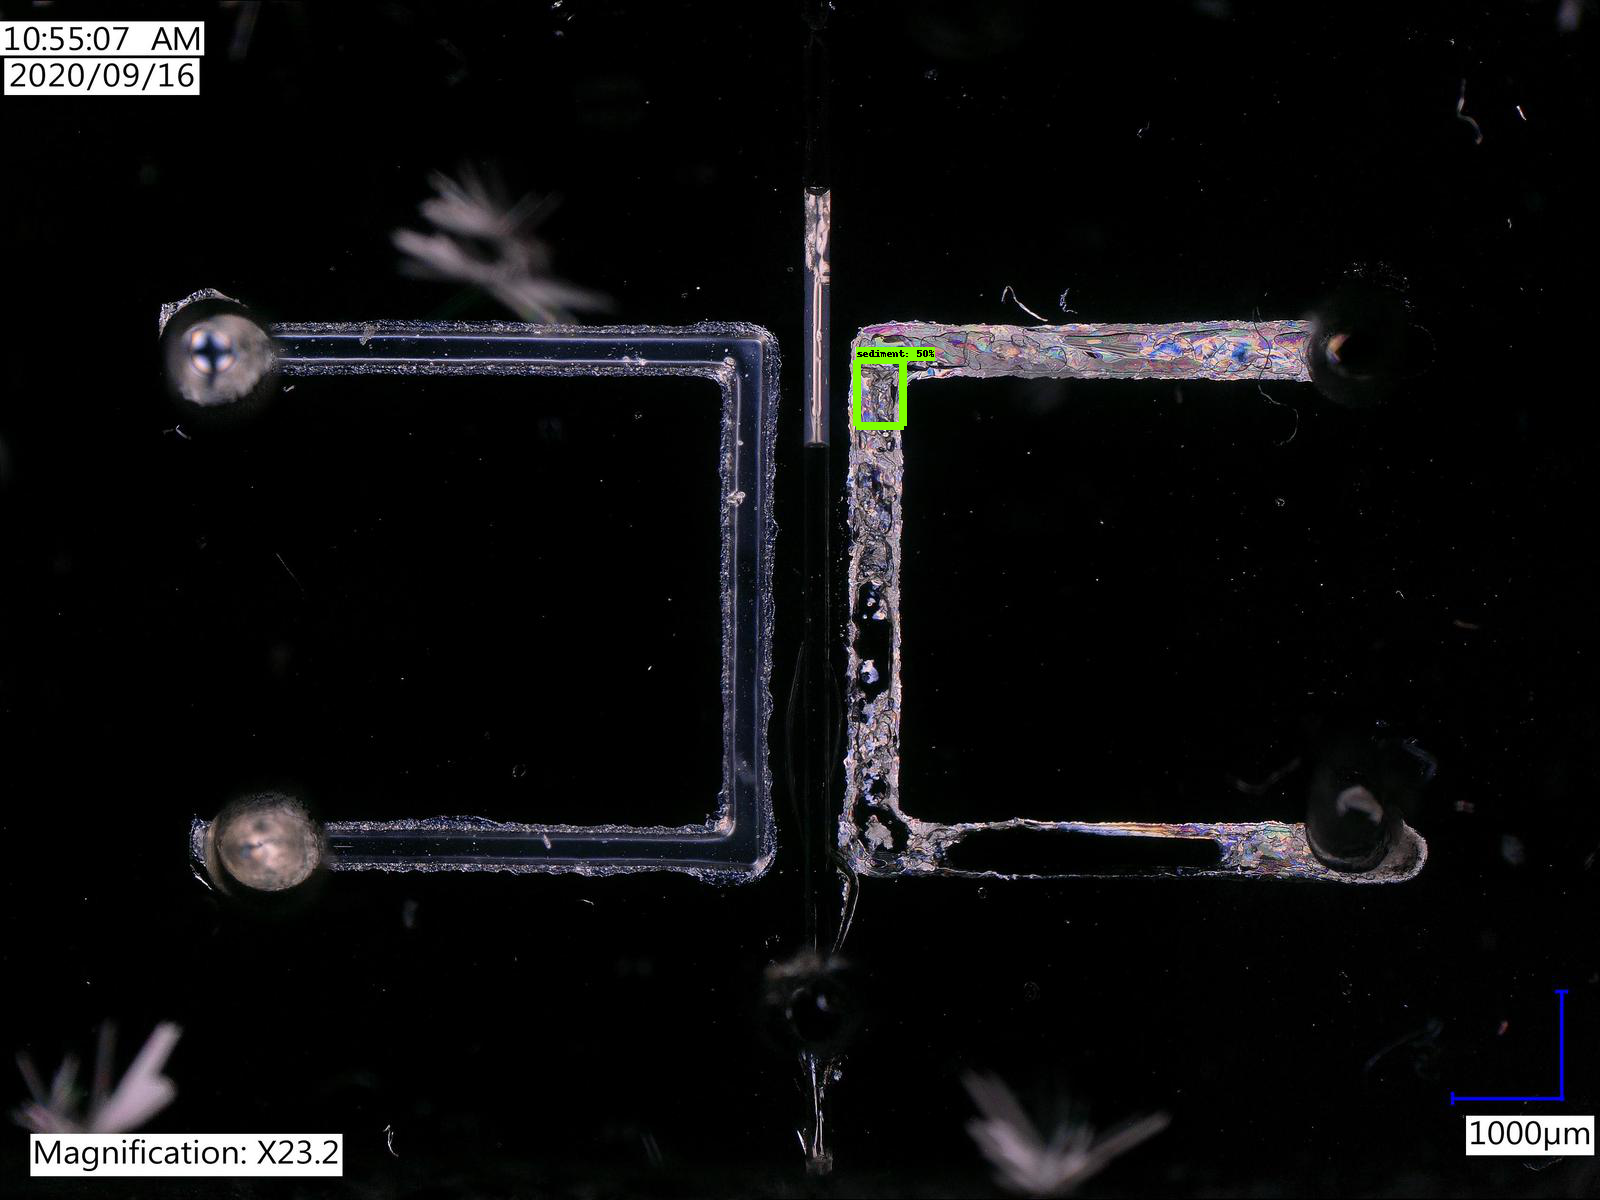 10:55:07 AM
2020/09/16
sediment: 50%
1000µm
Magnification: X23.2